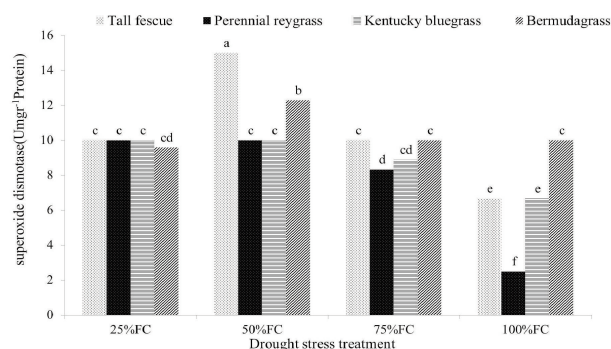 Tall fescue Perennial reygrass Kentucky bluegrass Bermudagrass
superoxide dismotase(Umgr⁻¹Protein)
16
14
12
10
8
6
4
2
0
c c c cd
a c c b
c d cd c
e f e c
25%FC 50%FC 75%FC 100%FC
Drought stress treatment